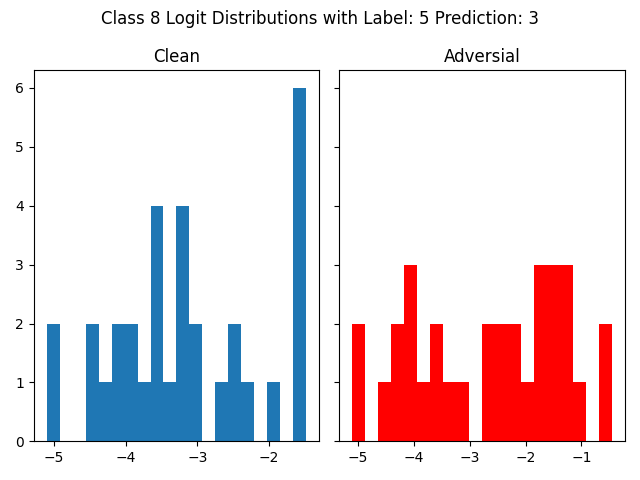 Class 8 Logit Distributions with Label: 5 Prediction: 3
Clean
Adversial
6
5
4
3
2
1
0
−5 −4 −3 −2
−5 −4 −3 −2 −1